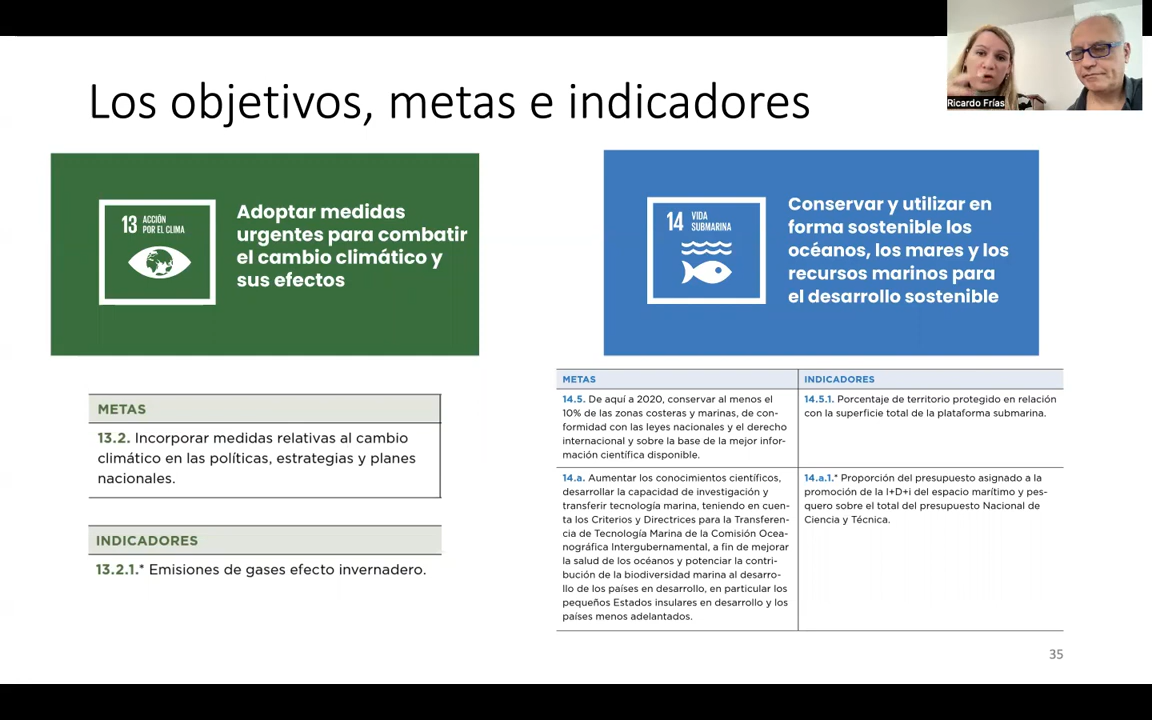 Ricardo Frías
Los objetivos, metas e indicadores
13 ACCIÓN
POR EL CLIMA
Adoptar medidas
urgentes para combatir
el cambio climático y
sus efectos
METAS
13.2. Incorporar medidas relativas al cambio
climático en las políticas, estrategias y planes
nacionales.
INDICADORES
13.2.1.* Emisiones de gases efecto invernadero.
14 VIDA
SUBMARINA
Conservar y utilizar en
forma sostenible los
océanos, los mares y los
recursos marinos para
el desarrollo sostenible
METAS
14.5. De aquí a 2020, conservar al menos el
10% de las zonas costeras y marinas, de con-
formidad con las leyes nacionales y el derecho
internacional y sobre la base de la mejor infor-
mación científica disponible.
INDICADORES
14.5.1. Porcentaje de territorio protegido en relación
con la superficie total de la plataforma submarina.
14.a. Aumentar los conocimientos científicos,
desarrollar la capacidad de investigación y
transferir tecnología marina, teniendo en cuen-
ta los Criterios y Directrices para la Transferen-
cia de Tecnología Marina de la Comisión Ocea-
nográfica Intergubernamental, a fin de mejorar
la salud de los océanos y potenciar la contri-
bución de la biodiversidad marina al desarro-
llo de los países en desarrollo, en particular los
pequeños Estados insulares en desarrollo y los
países menos adelantados.
14.a.1.* Proporción del presupuesto asignado a la
promoción de la I+D+i del espacio marítimo y pes-
quero sobre el total del presupuesto Nacional de
Ciencia y Técnica.
35